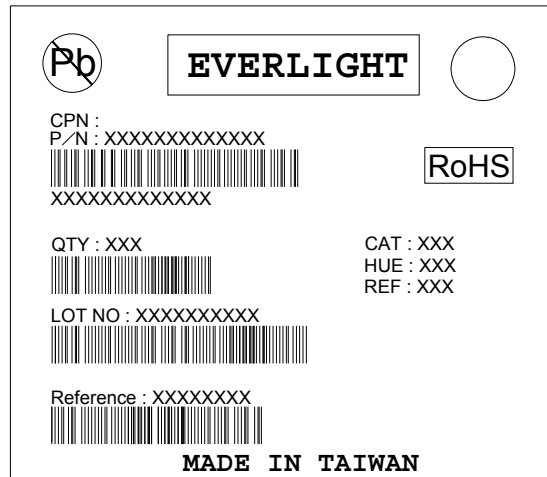 Pb
EVERLIGHT
CPN :
P/N : XXXXXXXXXXXXX
RoHS
XXXXXXXXXXXXX
QTY : XXX
CAT : XXX
HUE : XXX
REF : XXX
LOT NO : XXXXXXXXXX
Reference : XXXXXXXX
MADE IN TAIWAN